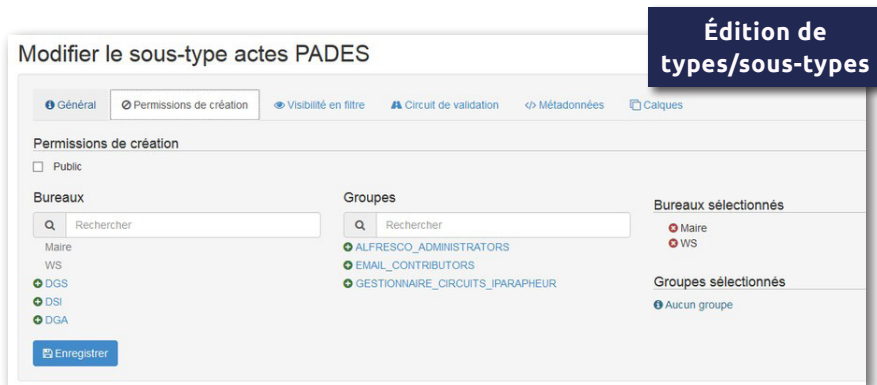 Édition de
types/sous-types
Modifier le sous-type actes PADES
Général Permissions de création Visibilité en filtre Circuit de validation </> Métadonnées Calques
Permissions de création
Public
Bureaux
Rechercher
Maire
WS
DGS
DSI
DGA
Enregistrer
Groupes
Rechercher
ALFRESCO_ADMINISTRATORS
EMAIL_CONTRIBUTORS
GESTIONNAIRE_CIRCUITS_IPARAPHEUR
Bureaux sélectionnés
Maire
WS
Groupes sélectionnés
Aucun groupe